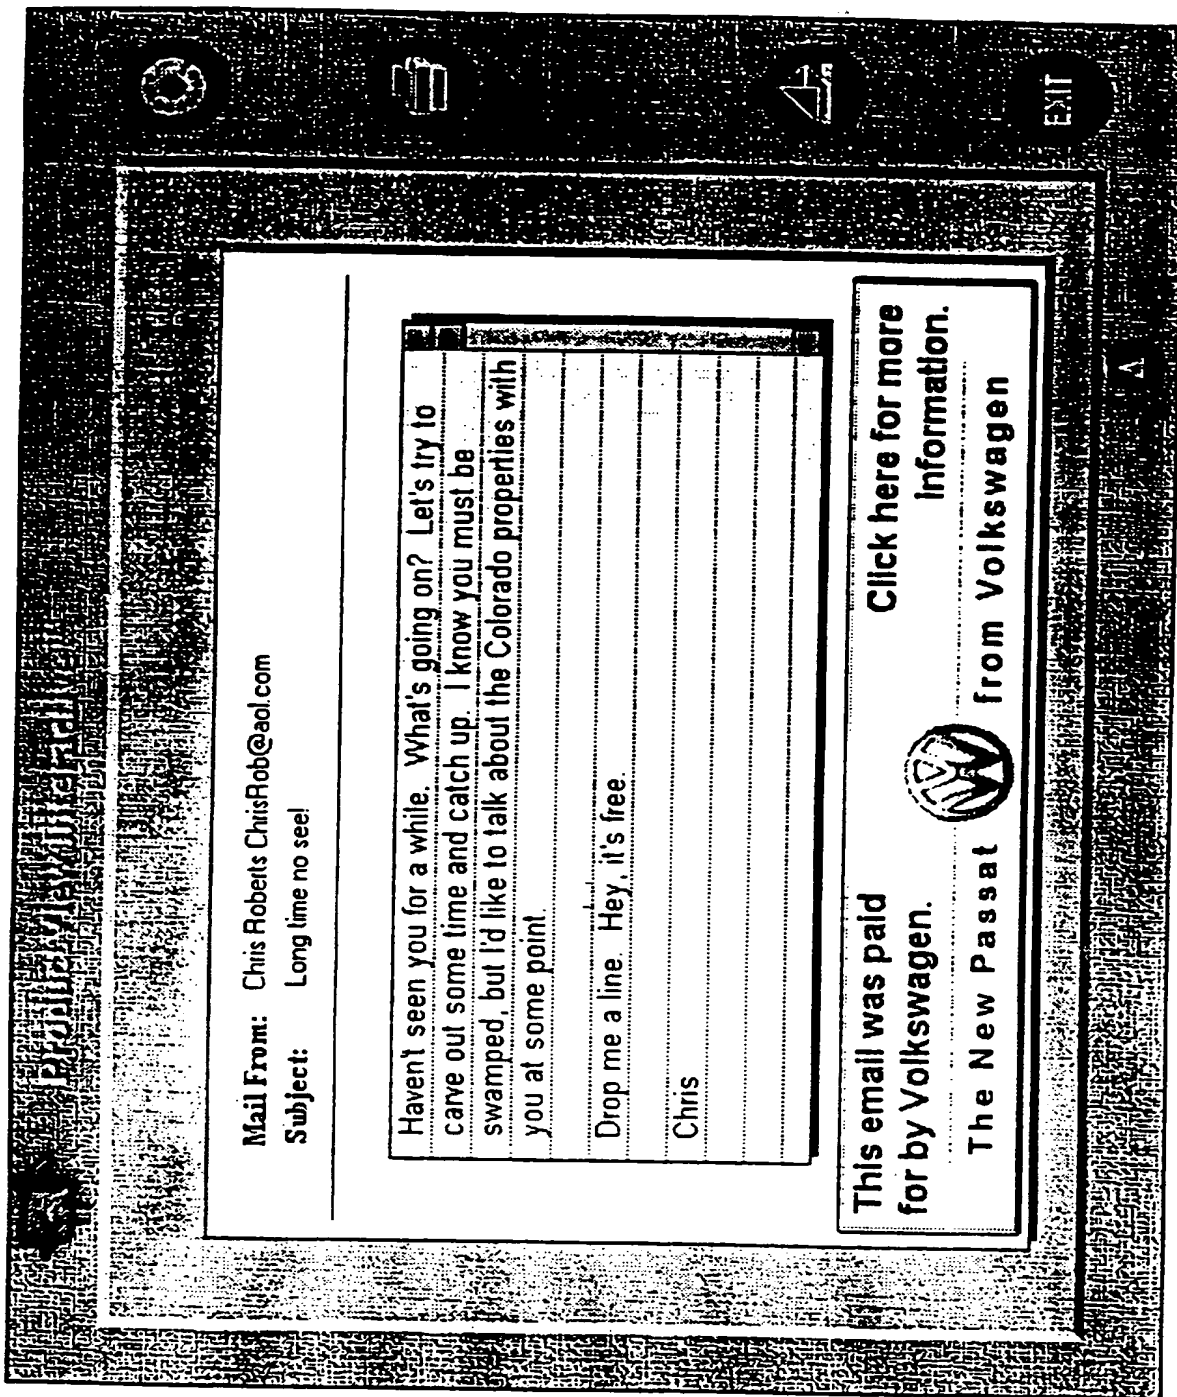 Mail From: Chris Roberts ChrisRob@aol.com
Subject: Long time no see!
Haven't seen you for a while. What's going on? Let's try to
carve out some time and catch up. I know you must be
swamped, but I'd like to talk about the Colorado properties with
you at some point.
Drop me a line. Hey, it's free.
Chris
This email was paid
for by Volkswagen.
Click here for more
information.
The New Passat from Volkswagen
EXIT